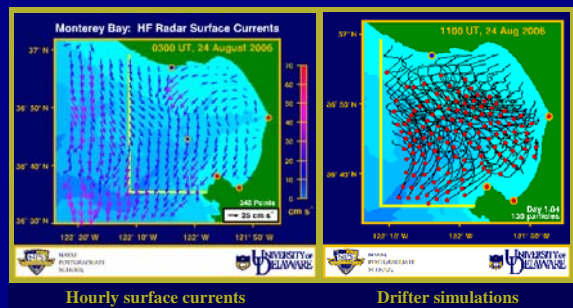 Monterey Bay: HF Radar Surface Currents
0300 UT, 24 August 2006
37° N
36° 50' N
36° 40' N
36° 30' N
122° 20' W
122° 10' W
122° W
121° 50' W
70
60
50
40
30
20
10
0
cm s⁻¹
340 Points
25 cm s⁻¹
NAVAL
POSTGRADUATE
SCHOOL
UNIVERSITY OF
DELAWARE
1100 UT, 24 Aug 2006
37° N
36° 50' N
36° 40' N
122° W
121° 50' W
Day 1.04
130 particles
NAVAL
POSTGRADUATE
SCHOOL
UNIVERSITY OF
DELAWARE
Hourly surface currents
Drifter simulations